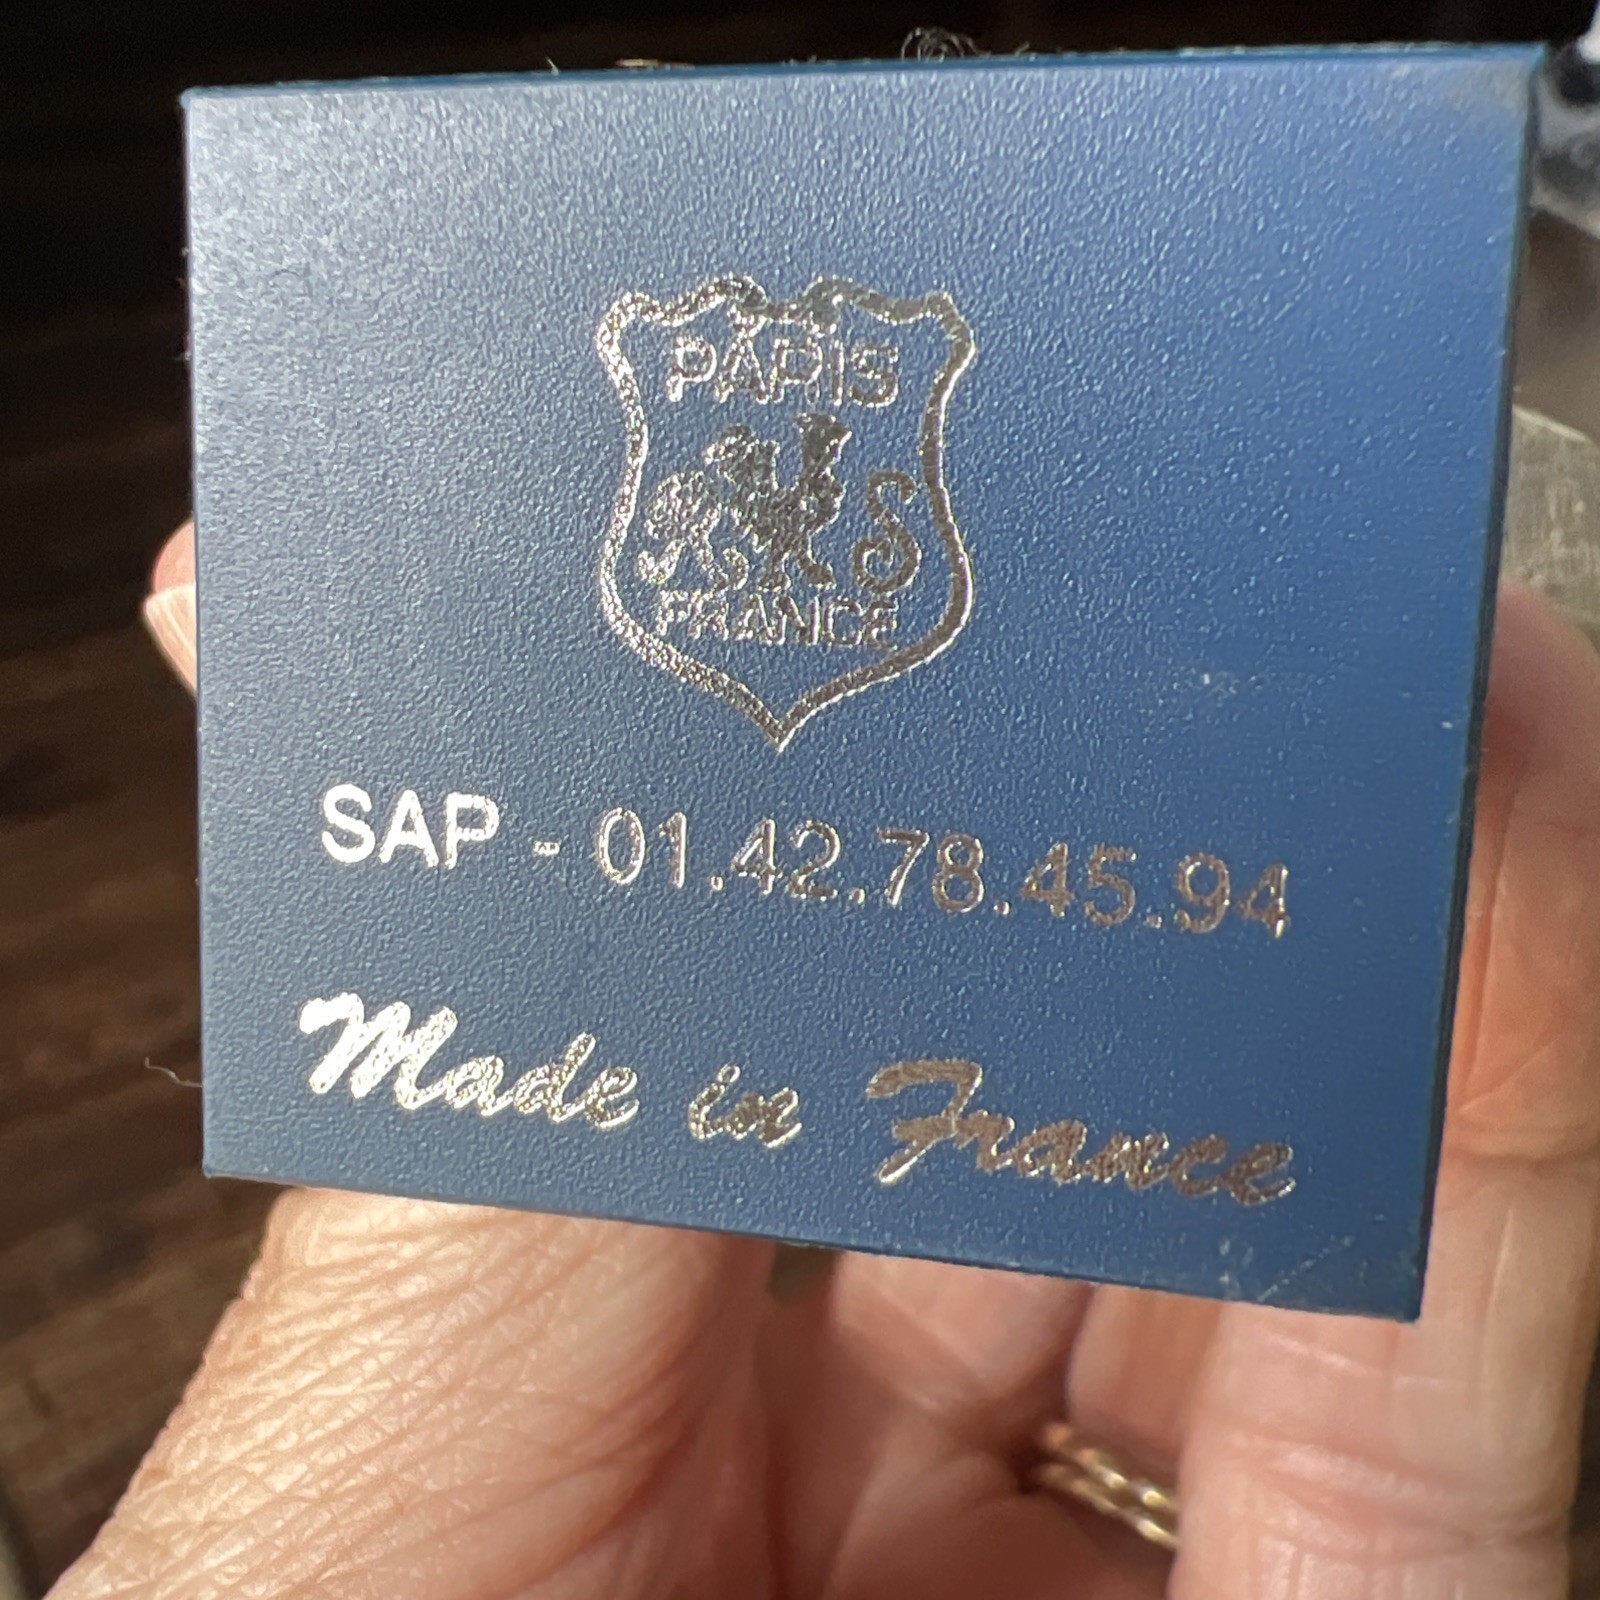 PARIS
S
FRANCE
SAP - 01.42.78.45.94
Made in France